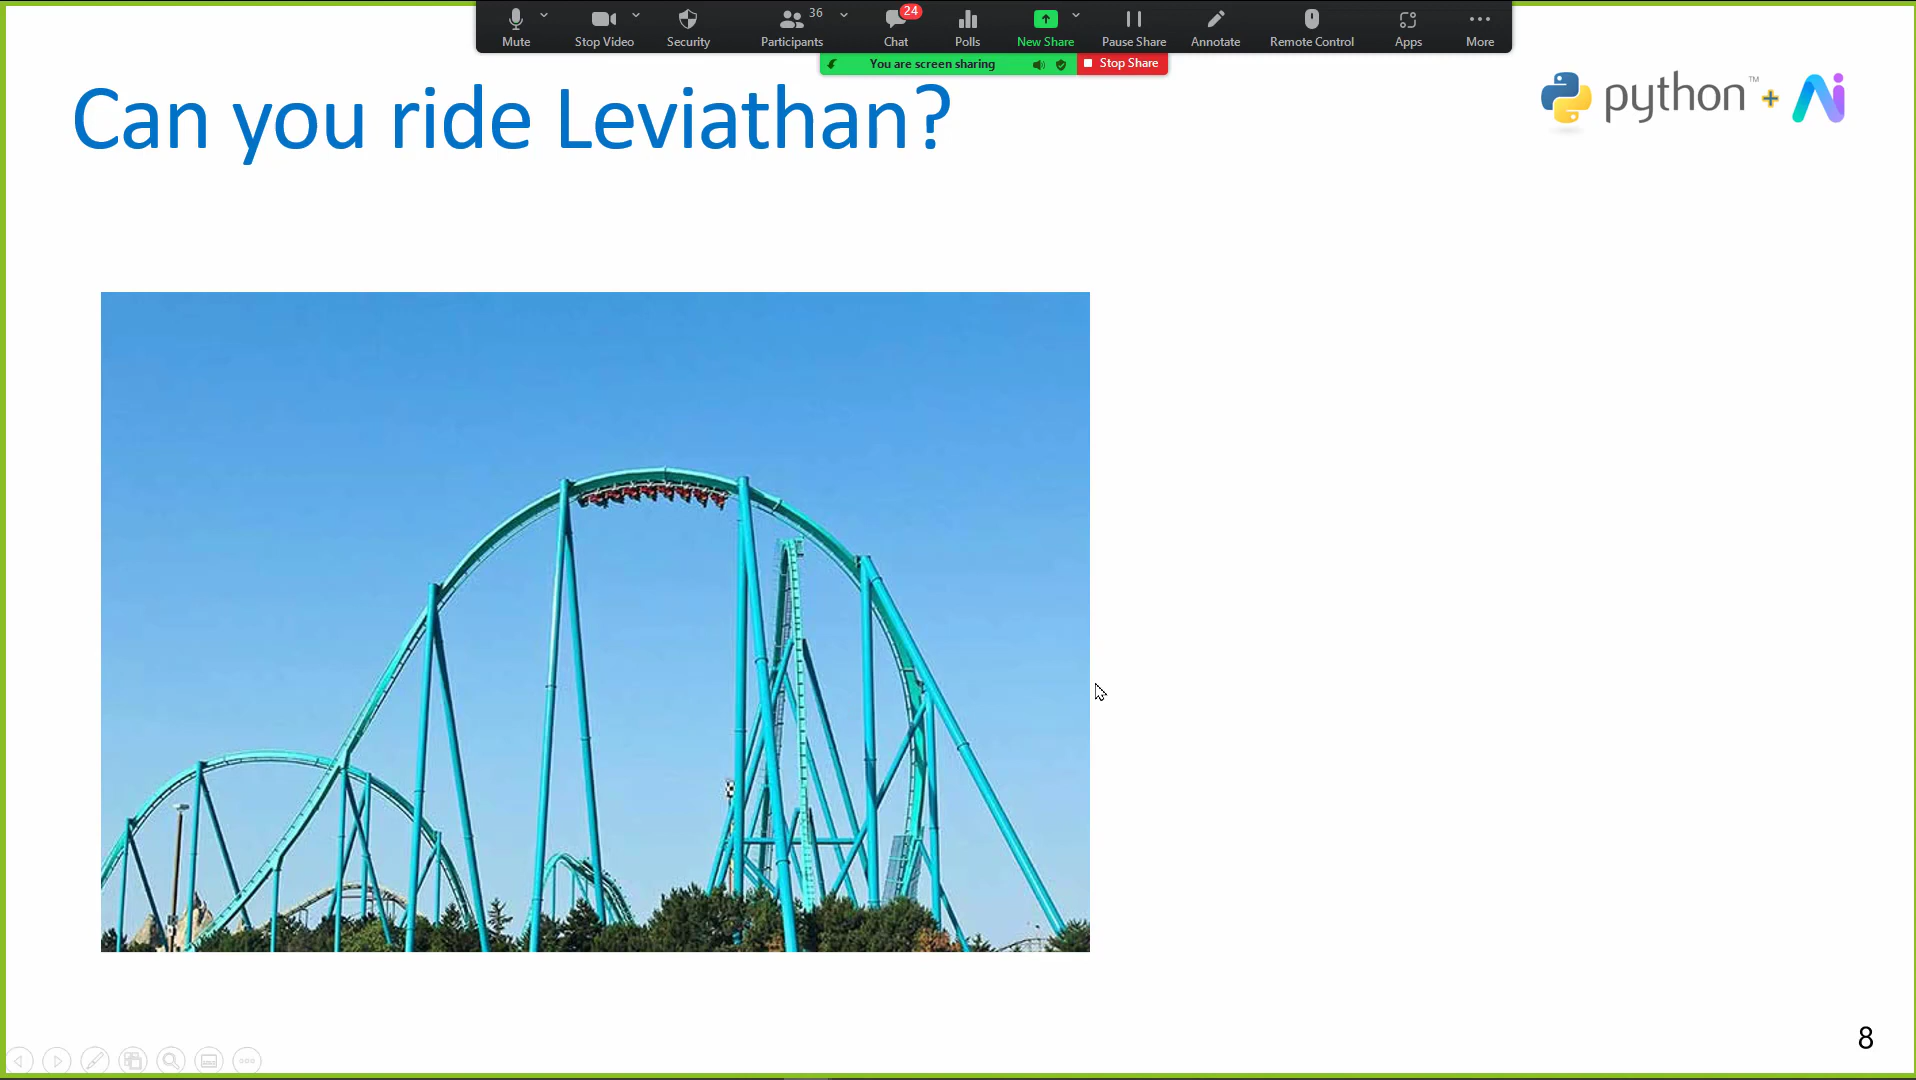 36
24
Mute
Stop Video
Security
Participants
Chat
Polls
New Share
Pause Share
Annotate
Remote Control
Apps
More
You are screen sharing
Stop Share
Can you ride Leviathan?
python™ + Ai
8